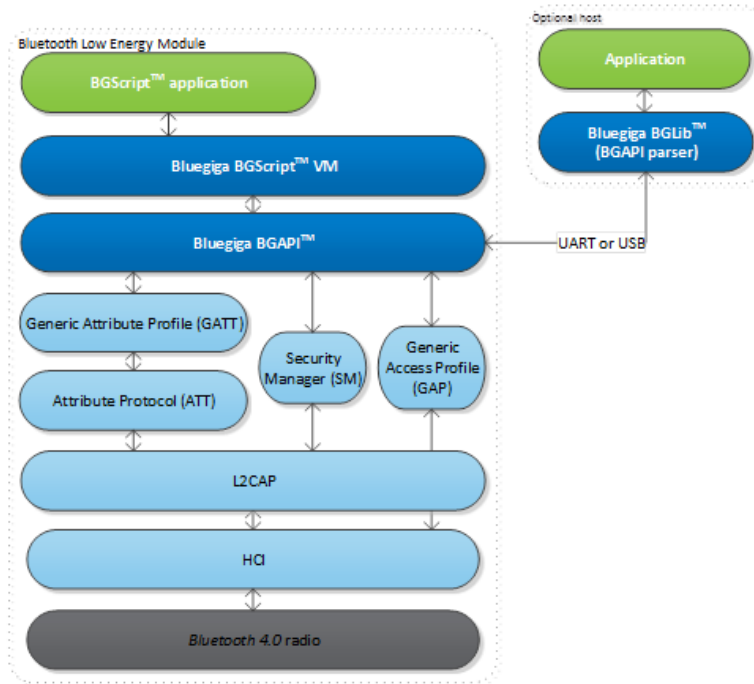 Optional host
Bluetooth Low Energy Module
BGScript™ application
Application
Bluegiga BGLib™
(BGAPI parser)
Bluegiga BGScript™ VM
Bluegiga BGAPI™
UART or USB
Generic Attribute Profile (GATT)
Security
Manager (SM)
Generic
Access Profile
(GAP)
Attribute Protocol (ATT)
L2CAP
HCI
Bluetooth 4.0 radio